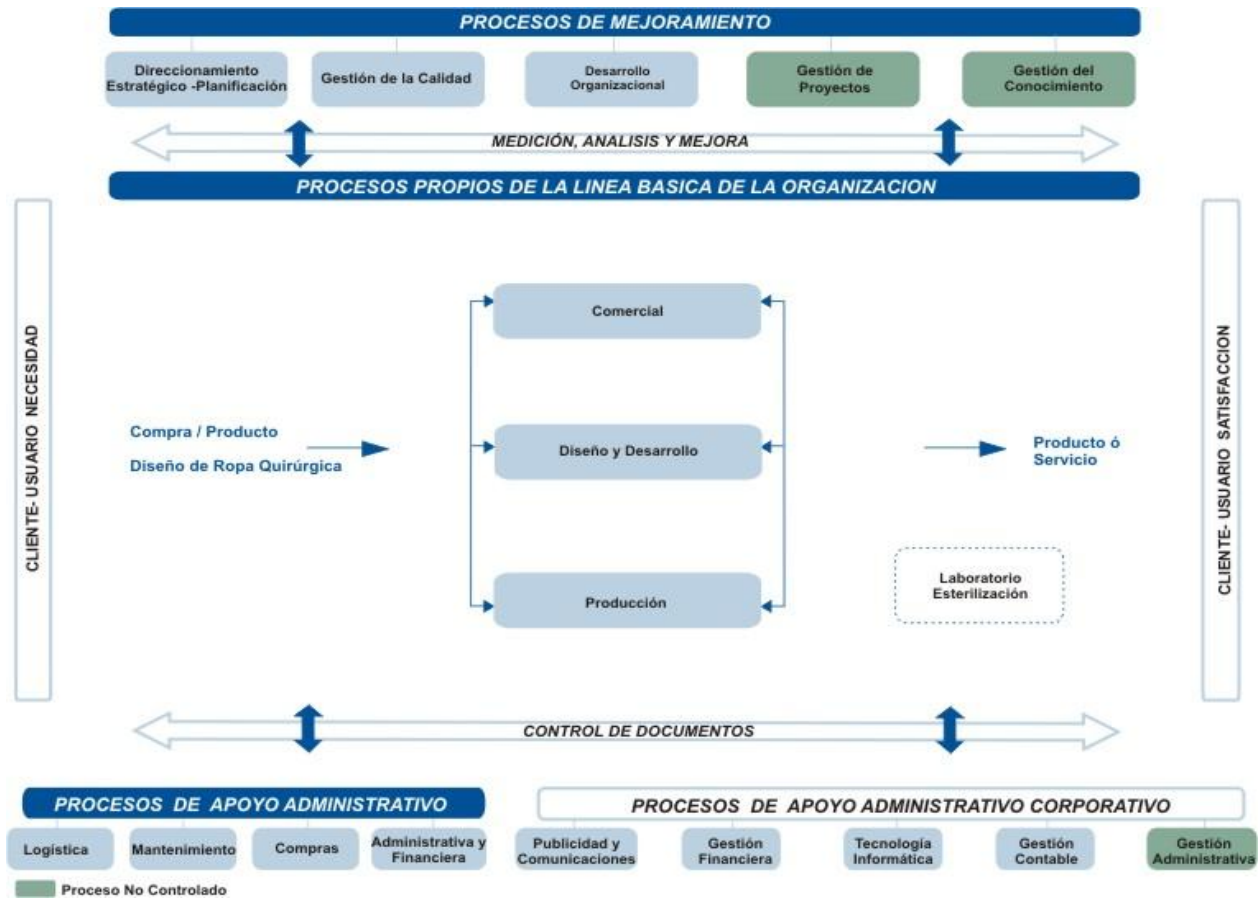 PROCESOS DE MEJORAMIENTO
Direccionamiento
Estratégico -Planificación
Gestión de la Calidad
Desarrollo
Organizacional
Gestión de
Proyectos
Gestión del
Conocimiento
MEDICIÓN, ANALISIS Y MEJORA
PROCESOS PROPIOS DE LA LINEA BASICA DE LA ORGANIZACION
CLIENTE- USUARIO NECESIDAD
Compra / Producto
Diseño de Ropa Quirúrgica
Comercial
Diseño y Desarrollo
Producción
Producto ó
Servicio
Laboratorio
Esterilización
CLIENTE- USUARIO SATISFACCION
CONTROL DE DOCUMENTOS
PROCESOS DE APOYO ADMINISTRATIVO
Logística
Mantenimiento
Compras
Administrativa y
Financiera
PROCESOS DE APOYO ADMINISTRATIVO CORPORATIVO
Publicidad y
Comunicaciones
Gestión
Financiera
Tecnología
Informática
Gestión
Contable
Gestión
Administrativa
Proceso No Controlado